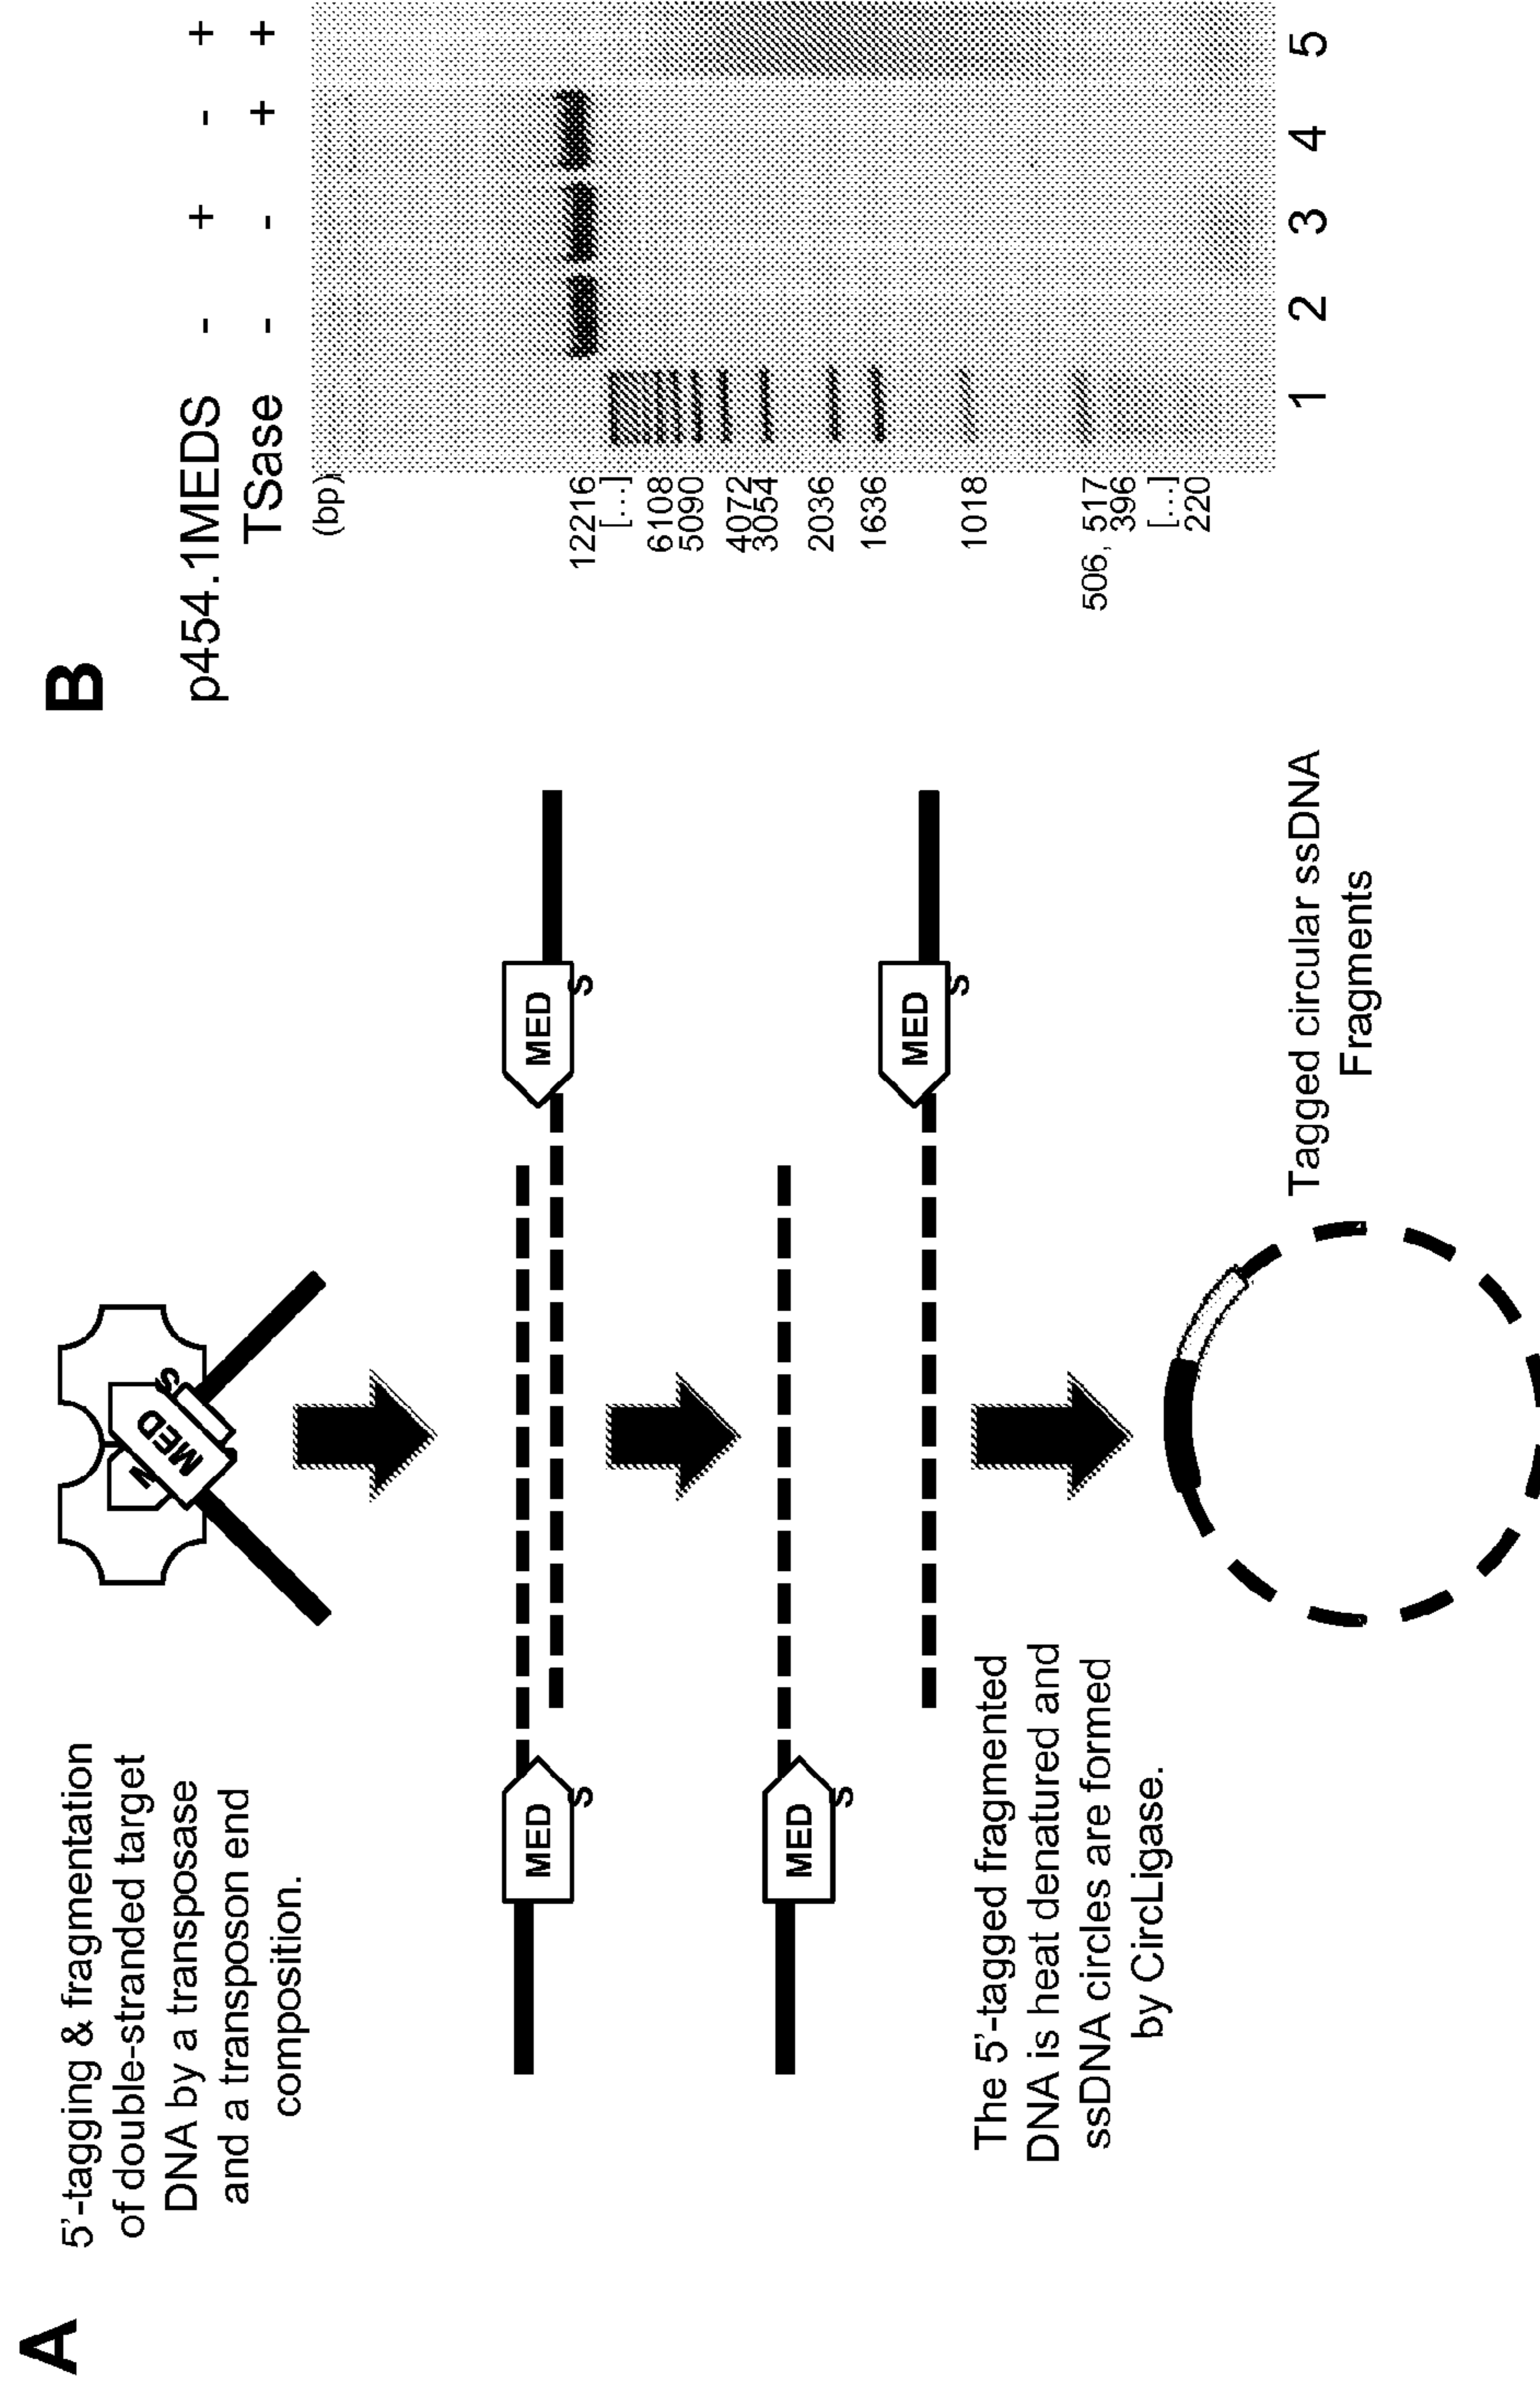 A
5’-tagging & fragmentation
of double-stranded target
DNA by a transposase
and a transposon end
composition.
N
MED
S
MED
S
MED
S
MED
S
MED
S
The 5’-tagged fragmented
DNA is heat denatured and
ssDNA circles are formed
by CircLigase.
Tagged circular ssDNA
Fragments
B
p454.1MEDS - + - +
TSase - - + +
(bp)
12216
[...]
6108
5090
4072
3054
2036
1636
1018
506, 517
396
[...]
220
1 2 3 4 5